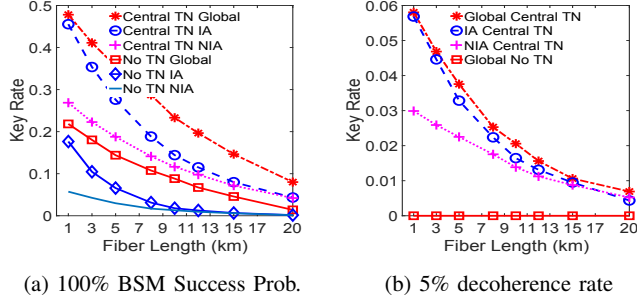 Key Rate
0.5
0.4
0.3
0.2
0.1
0
Central TN Global
Central TN IA
Central TN NIA
No TN Global
No TN IA
No TN NIA
1 3 5 7 9 11 13 15 17 20
Fiber Length (km)
(a) 100% BSM Success Prob.
Key Rate
0.06
0.05
0.04
0.03
0.02
0.01
0
Global Central TN
IA Central TN
NIA Central TN
Global No TN
1 3 5 7 9 11 13 15 17 20
Fiber Length (km)
(b) 5% decoherence rate